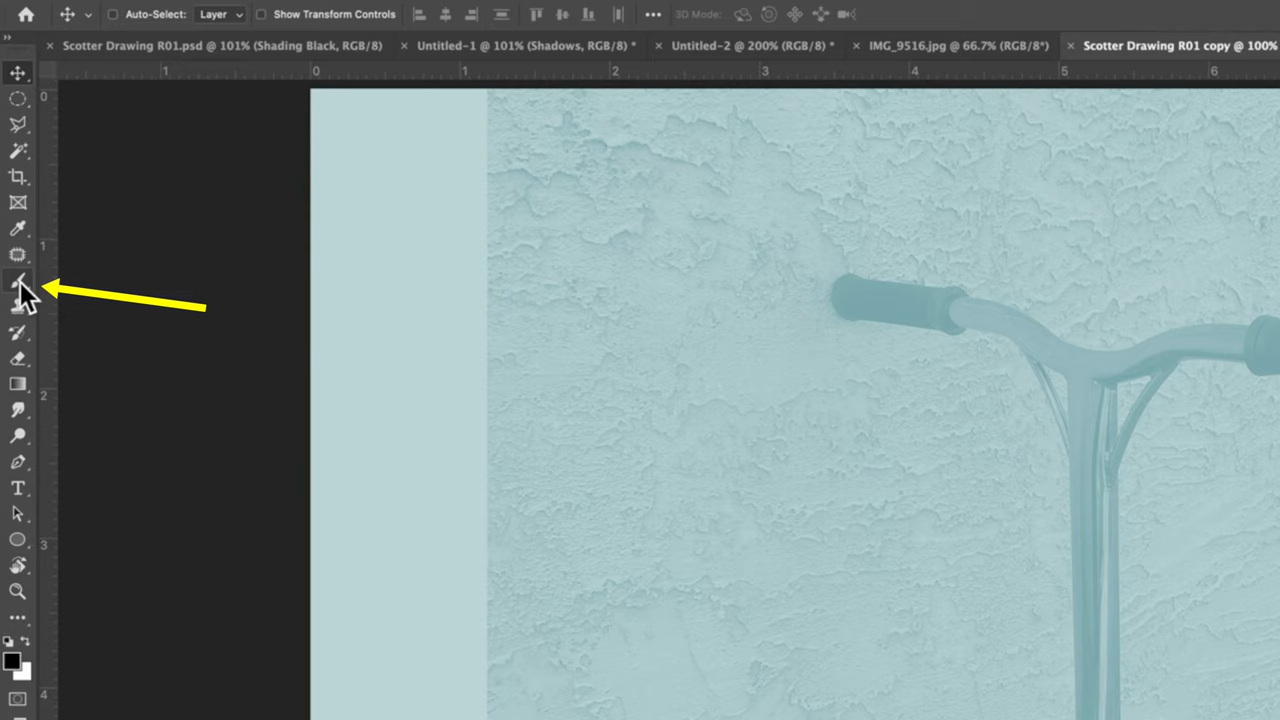 Auto-Select: Layer Show Transform Controls ••• 3D Mode:
Scotter Drawing R01.psd @ 101% (Shading Black, RGB/8) Untitled-1 @ 101% (Shadows, RGB/8) * Untitled-2 @ 200% (RGB/8) * IMG_9516.jpg @ 66.7% (RGB/8*) Scotter Drawing R01 copy @ 100%
1 0 1 2 3 4 5 6
0
1
2
3
4
T